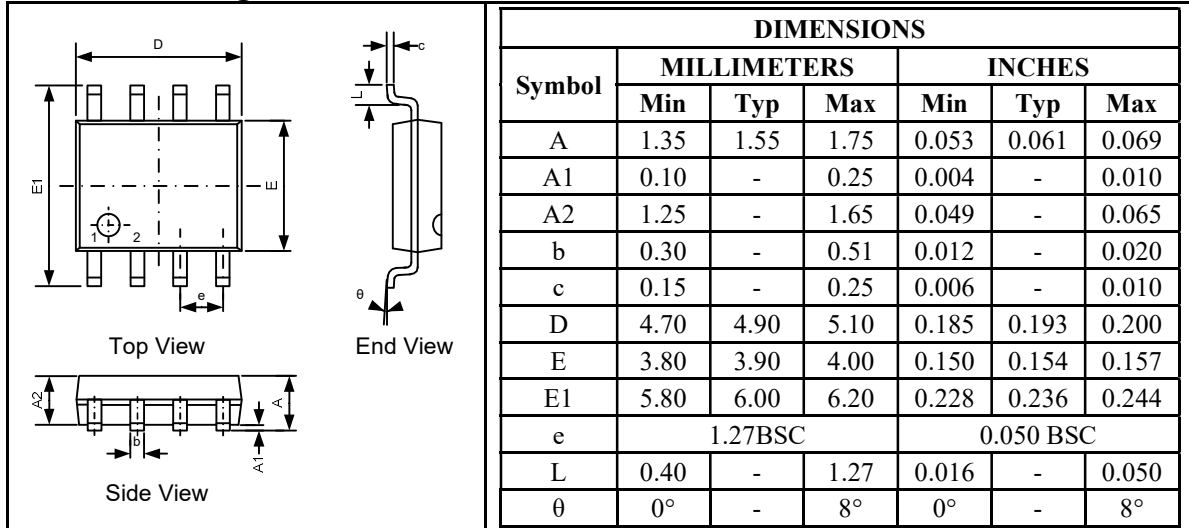 D
c
L
E1
E
1
2
e
θ
Top View
End View
A2
A
b
A1
Side View
DIMENSIONS
Symbol MILLIMETERS INCHES
Min Typ Max Min Typ Max
A 1.35 1.55 1.75 0.053 0.061 0.069
A1 0.10 - 0.25 0.004 - 0.010
A2 1.25 - 1.65 0.049 - 0.065
b 0.30 - 0.51 0.012 - 0.020
c 0.15 - 0.25 0.006 - 0.010
D 4.70 4.90 5.10 0.185 0.193 0.200
E 3.80 3.90 4.00 0.150 0.154 0.157
E1 5.80 6.00 6.20 0.228 0.236 0.244
e 1.27BSC 0.050 BSC
L 0.40 - 1.27 0.016 - 0.050
θ 0° - 8° 0° - 8°